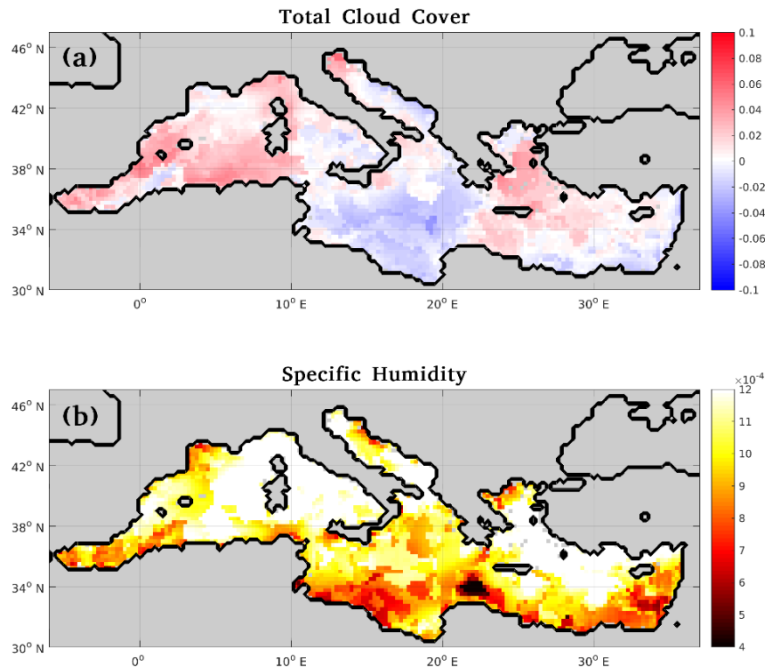 Total Cloud Cover
(a)
46° N
42°
38°
34°
30° N
0°
10° E
20°
30° E
0.1
0.08
0.06
0.04
0.02
0
-0.02
-0.04
-0.06
-0.08
-0.1
Specific Humidity
(b)
46° N
42°
38°
34°
30° N
0°
10° E
20°
30° E
×10⁻⁴
12
11
10
9
8
7
6
5
4